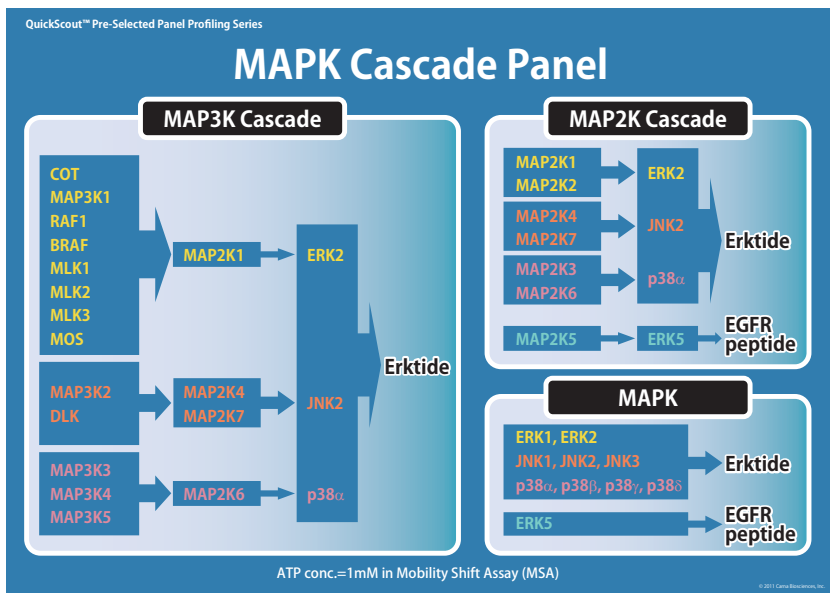 QuickScout™ Pre-Selected Panel Profiling Series
MAPK Cascade Panel
MAP3K Cascade
COT
MAP3K1
RAF1
BRAF
MLK1
MLK2
MLK3
MOS
MAP2K1
ERK2
MAP3K2
DLK
MAP2K4
MAP2K7
JNK2
MAP3K3
MAP3K4
MAP3K5
MAP2K6
p38α
Erktide
MAP2K Cascade
MAP2K1
MAP2K2
ERK2
MAP2K4
MAP2K7
JNK2
MAP2K3
MAP2K6
p38α
Erktide
MAP2K5
ERK5
EGFR
peptide
MAPK
ERK1, ERK2
JNK1, JNK2, JNK3
p38α, p38β, p38γ, p38δ
Erktide
ERK5
EGFR
peptide
ATP conc.=1mM in Mobility Shift Assay (MSA)
© 2011 Carna Biosciences, Inc.